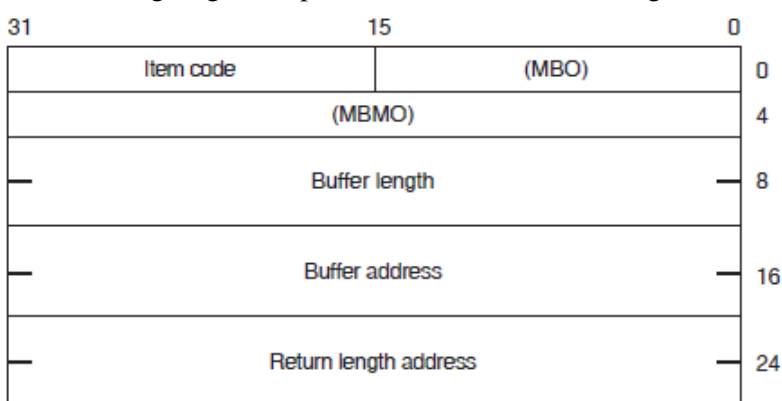 31 15 0
Item code (MBO) 0
(MBMO) 4
Buffer length 8
Buffer address 16
Return length address 24